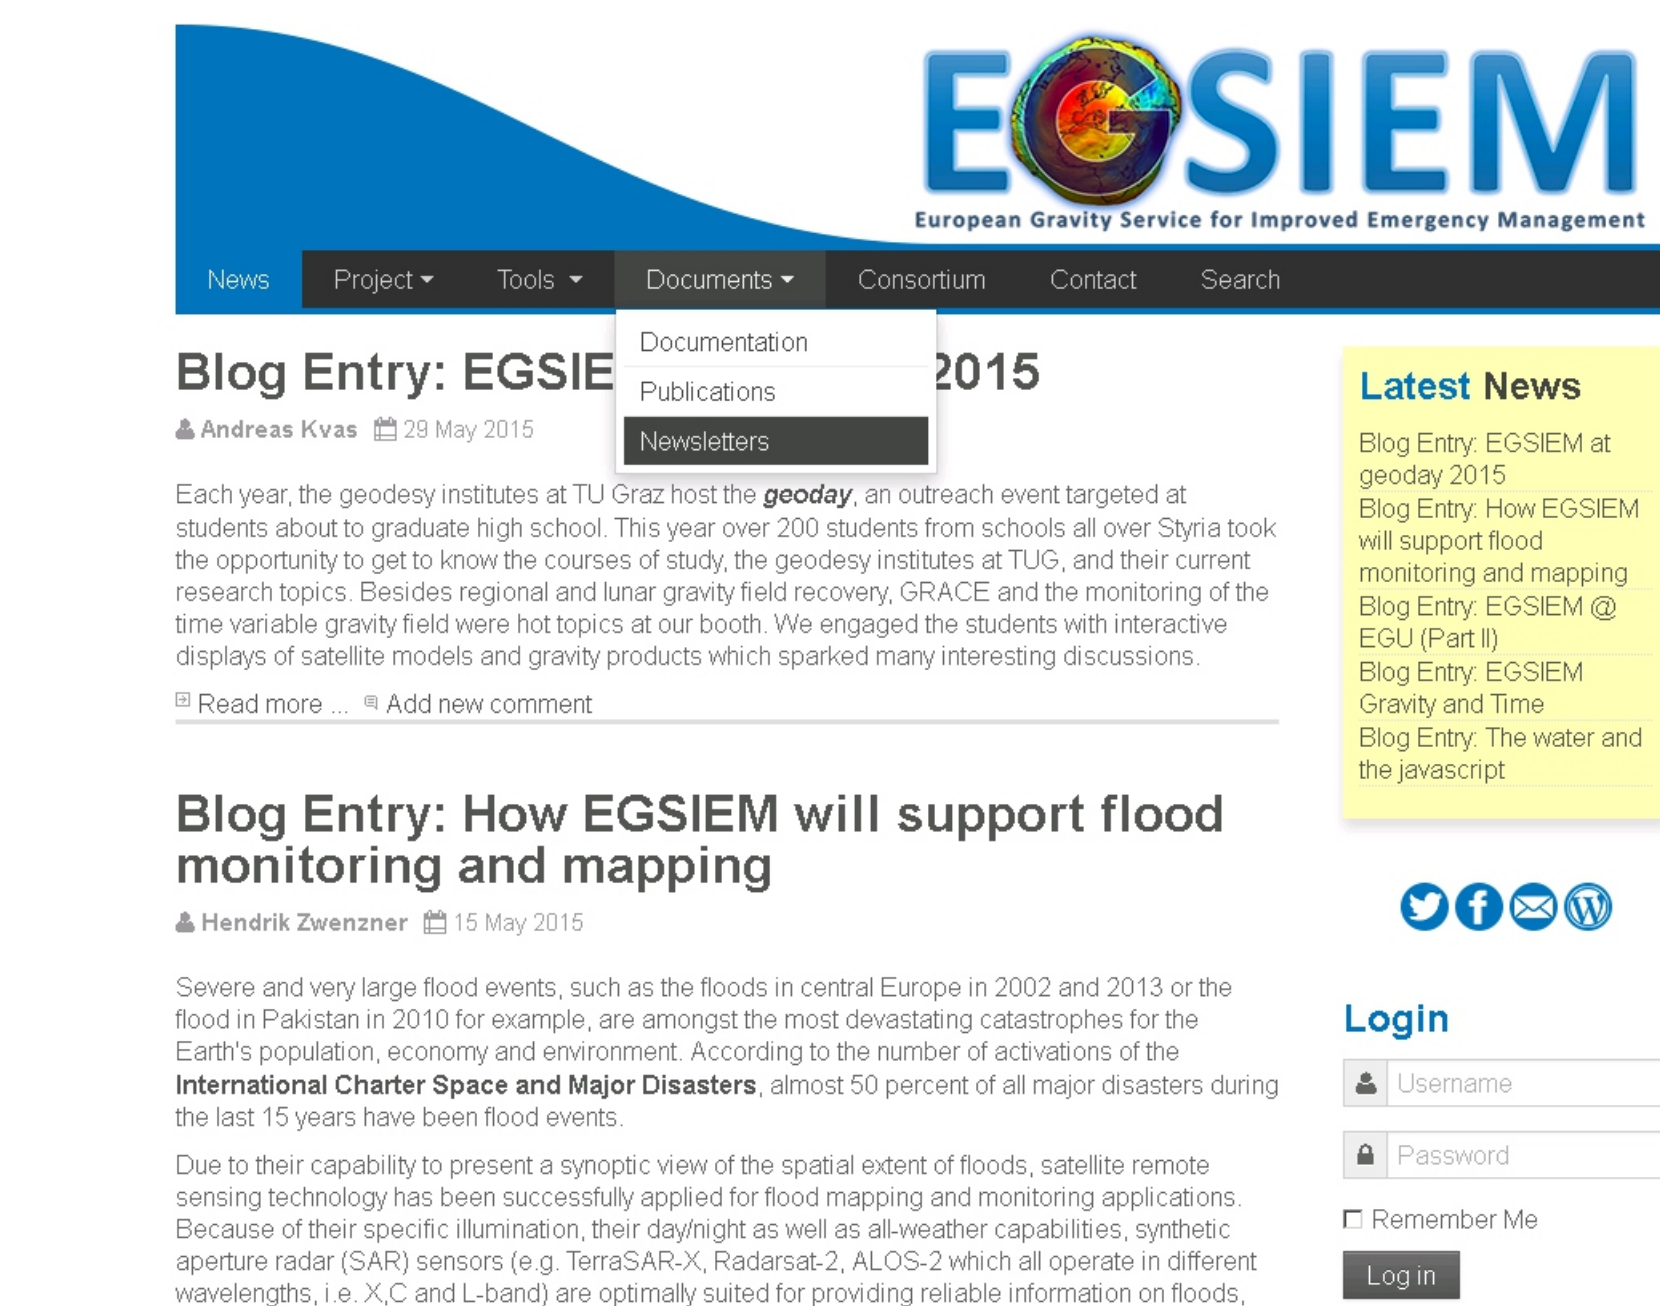 EGSIEM
European Gravity Service for Improved Emergency Management
News Project Tools Documents Consortium Contact Search
Documentation
Publications
Newsletters
Blog Entry: EGSIE 2015
Andreas Kvas 29 May 2015
Each year, the geodesy institutes at TU Graz host the geoday, an outreach event targeted at
students about to graduate high school. This year over 200 students from schools all over Styria took
the opportunity to get to know the courses of study, the geodesy institutes at TUG, and their current
research topics. Besides regional and lunar gravity field recovery, GRACE and the monitoring of the
time variable gravity field were hot topics at our booth. We engaged the students with interactive
displays of satellite models and gravity products which sparked many interesting discussions.
Read more ... Add new comment
Blog Entry: How EGSIEM will support flood
monitoring and mapping
Hendrik Zwenzner 15 May 2015
Severe and very large flood events, such as the floods in central Europe in 2002 and 2013 or the
flood in Pakistan in 2010 for example, are amongst the most devastating catastrophes for the
Earth's population, economy and environment. According to the number of activations of the
International Charter Space and Major Disasters, almost 50 percent of all major disasters during
the last 15 years have been flood events.
Due to their capability to present a synoptic view of the spatial extent of floods, satellite remote
sensing technology has been successfully applied for flood mapping and monitoring applications.
Because of their specific illumination, their day/night as well as all-weather capabilities, synthetic
aperture radar (SAR) sensors (e.g. TerraSAR-X, Radarsat-2, ALOS-2 which all operate in different
wavelengths, i.e. X,C and L-band) are optimally suited for providing reliable information on floods,
Latest News
Blog Entry: EGSIEM at
geoday 2015
Blog Entry: How EGSIEM
will support flood
monitoring and mapping
Blog Entry: EGSIEM @
EGU (Part II)
Blog Entry: EGSIEM
Gravity and Time
Blog Entry: The water and
the javascript
Login
Username
Password
Remember Me
Log in